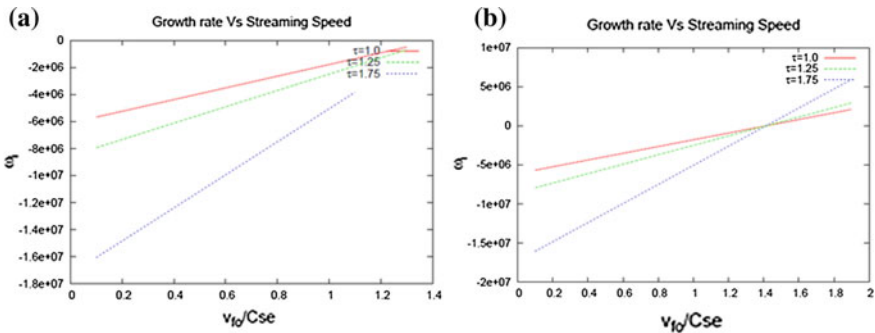 (a)
Growth rate Vs Streaming Speed
τ=1.0
τ=1.25
τ=1.75
0
-2e+06
-4e+06
-6e+06
-8e+06
-1e+07
-1.2e+07
-1.4e+07
-1.6e+07
-1.8e+07
ωi
0 0.2 0.4 0.6 0.8 1 1.2 1.4
vfo/Cse
(b)
Growth rate Vs Streaming Speed
τ=1.0
τ=1.25
τ=1.75
1e+07
5e+06
0
-5e+06
-1e+07
-1.5e+07
-2e+07
ωi
0 0.2 0.4 0.6 0.8 1 1.2 1.4 1.6 1.8 2
vfo/Cse